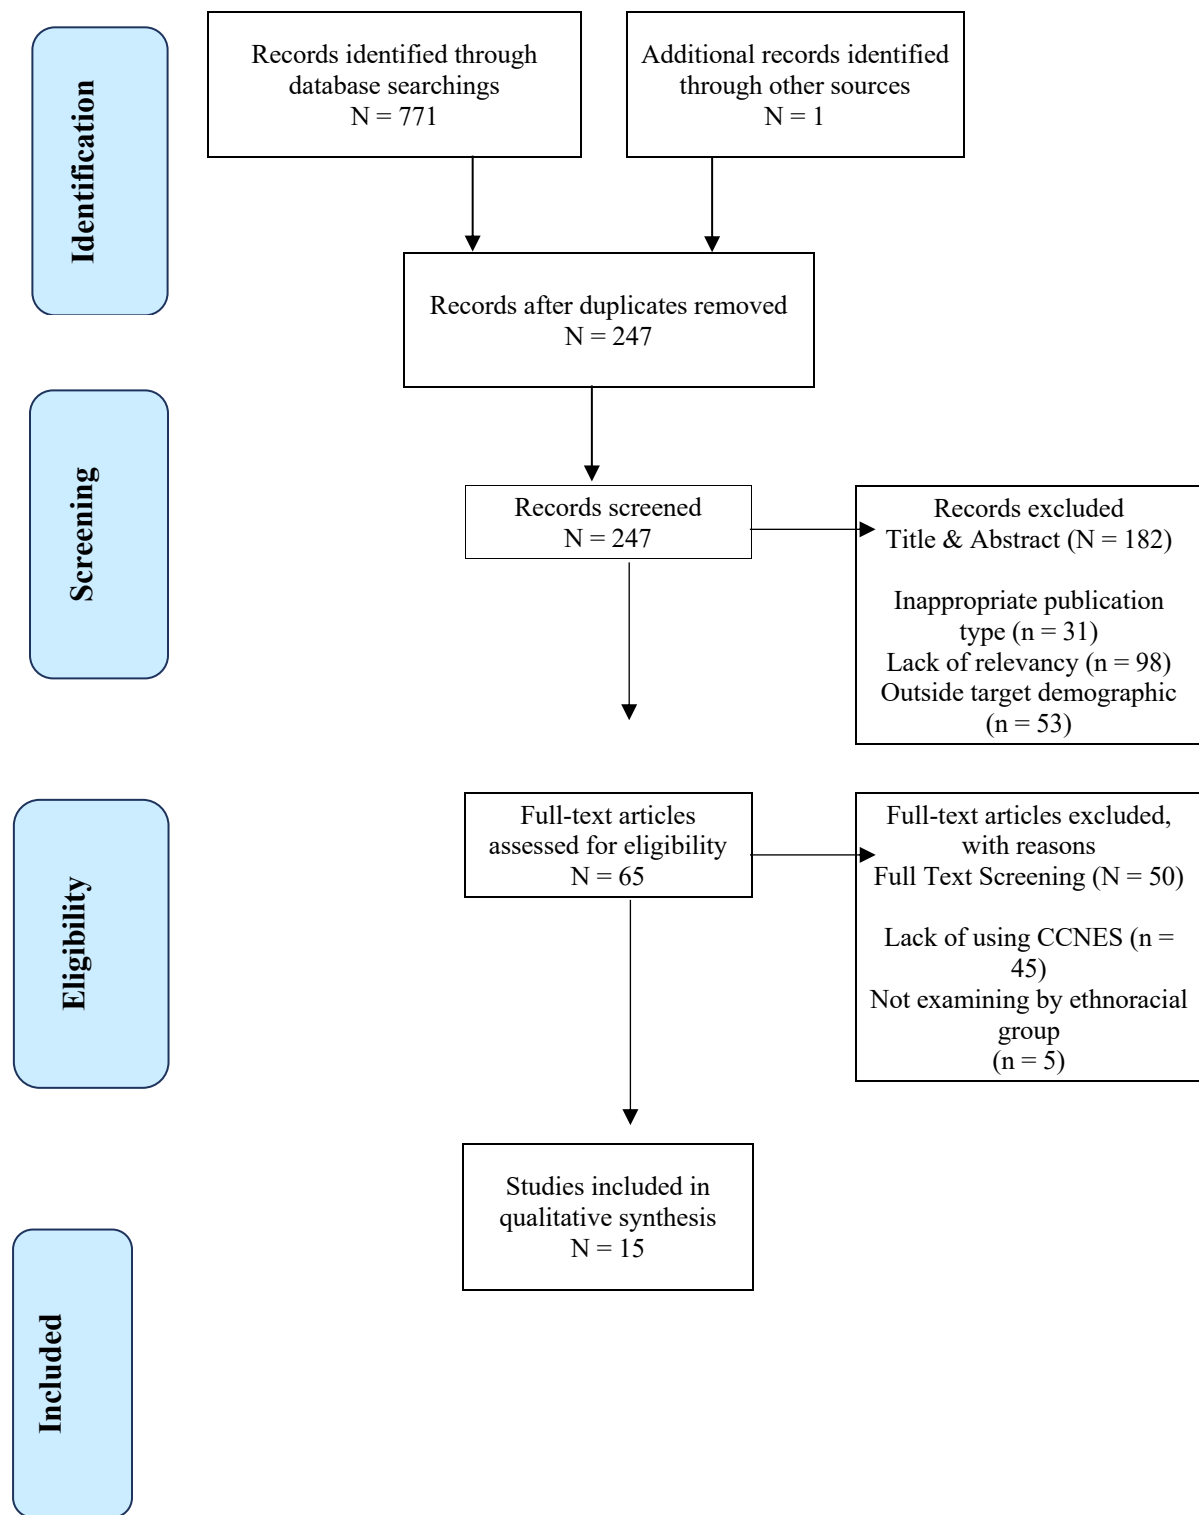 Identification
Records identified through
database searchings
N = 771
Additional records identified
through other sources
N = 1
Records after duplicates removed
N = 247
Screening
Records screened
N = 247
Records excluded
Title & Abstract (N = 182)
Inappropriate publication
type (n = 31)
Lack of relevancy (n = 98)
Outside target demographic
(n = 53)
Eligibility
Full-text articles
assessed for eligibility
N = 65
Full-text articles excluded,
with reasons
Full Text Screening (N = 50)
Lack of using CCNES (n =
45)
Not examining by ethnoracial
group
(n = 5)
Included
Studies included in
qualitative synthesis
N = 15